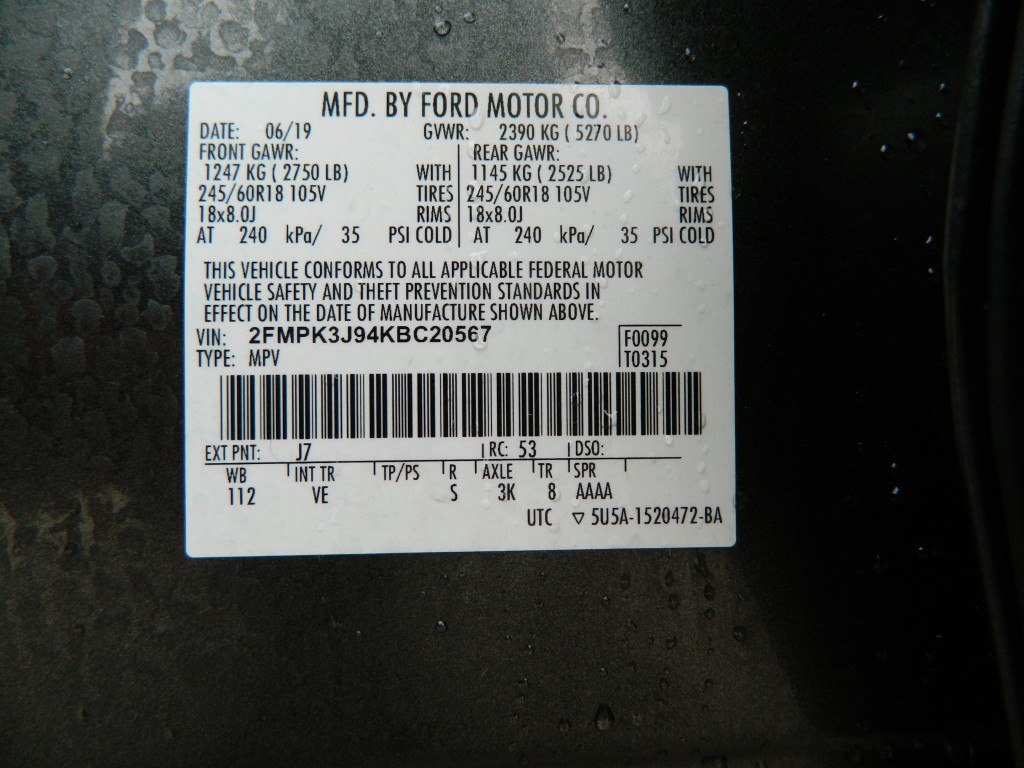 MFD. BY FORD MOTOR CO.
DATE: 06/19 GVWR: 2390 KG ( 5270 LB)
FRONT GAWR: REAR GAWR:
1247 KG ( 2750 LB) WITH 1145 KG ( 2525 LB) WITH
245/60R18 105V TIRES 245/60R18 105V TIRES
18x8.0J RIMS 18x8.0J RIMS
AT 240 kPa/ 35 PSI COLD AT 240 kPa/ 35 PSI COLD
THIS VEHICLE CONFORMS TO ALL APPLICABLE FEDERAL MOTOR
VEHICLE SAFETY AND THEFT PREVENTION STANDARDS IN
EFFECT ON THE DATE OF MANUFACTURE SHOWN ABOVE.
VIN: 2FMPK3J94KBC20567 F0099
TYPE: MPV T0315
EXT PNT: J7 RC: 53 DSO:
WB INT TR TP/PS R AXLE TR SPR
112 VE S 3K 8 AAAA
UTC ▽ 5U5A-1520472-BA